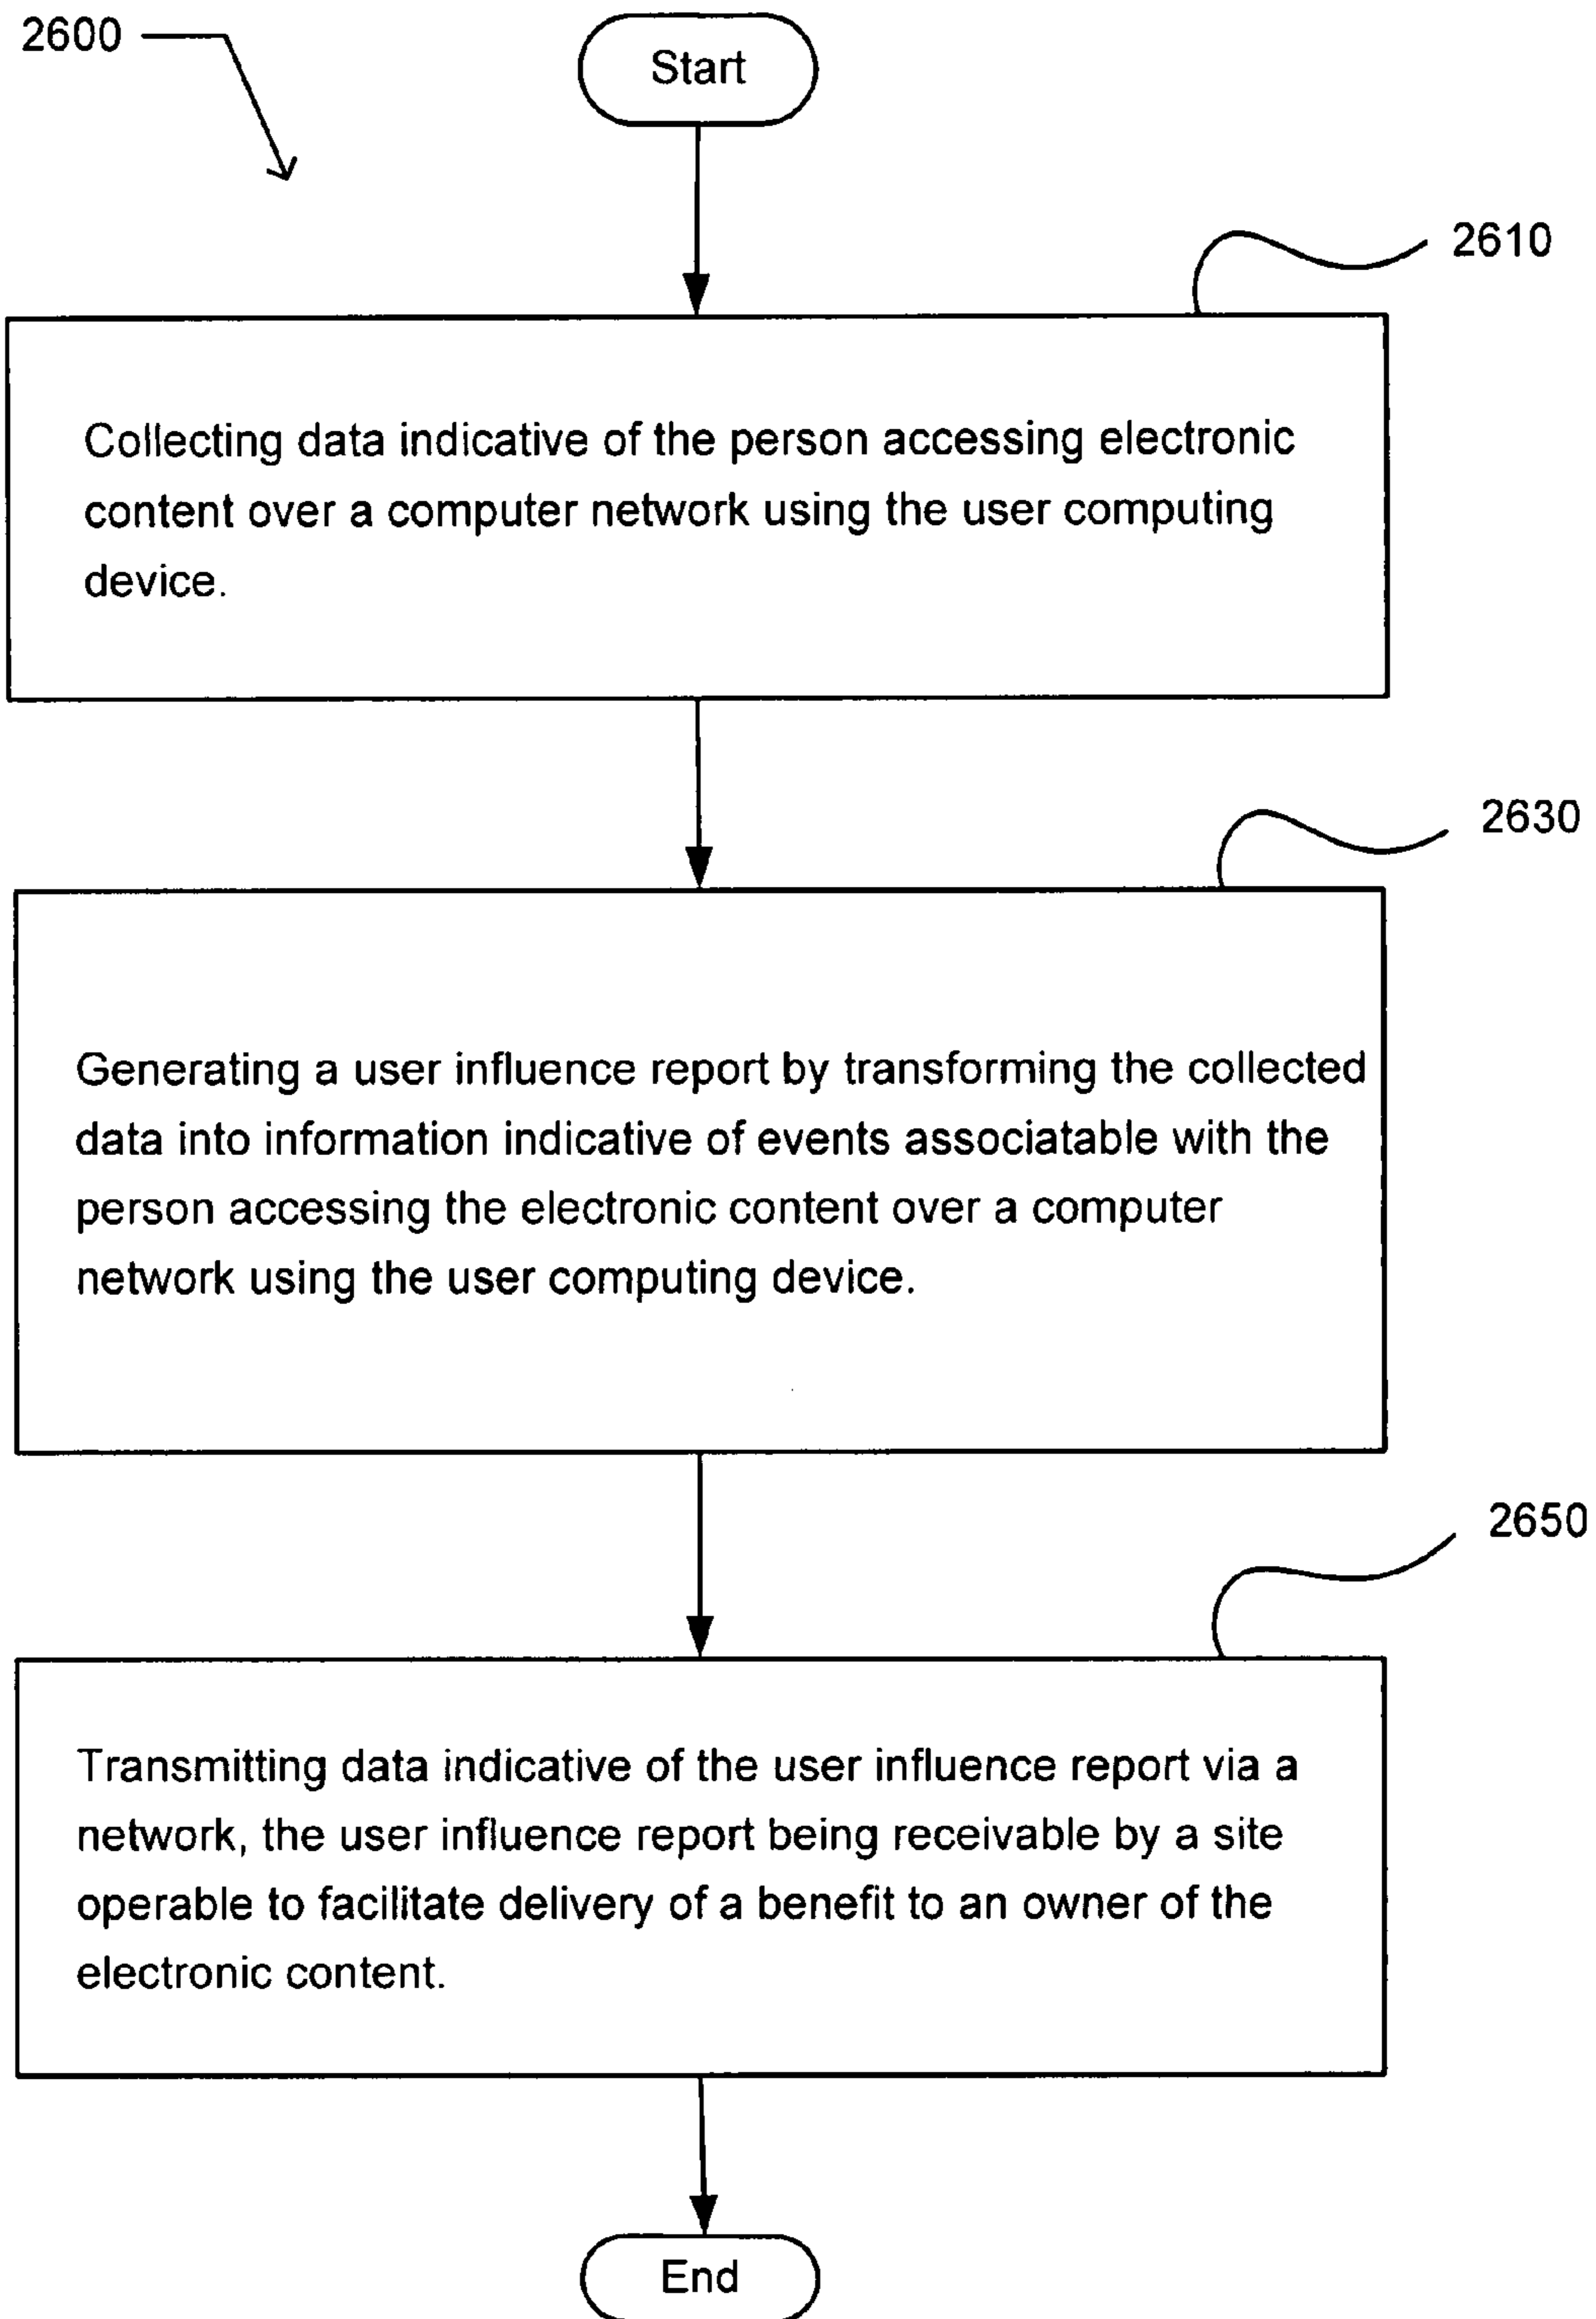 2600
Start
2610
Collecting data indicative of the person accessing electronic
content over a computer network using the user computing
device.
2630
Generating a user influence report by transforming the collected
data into information indicative of events associatable with the
person accessing the electronic content over a computer
network using the user computing device.
2650
Transmitting data indicative of the user influence report via a
network, the user influence report being receivable by a site
operable to facilitate delivery of a benefit to an owner of the
electronic content.
End